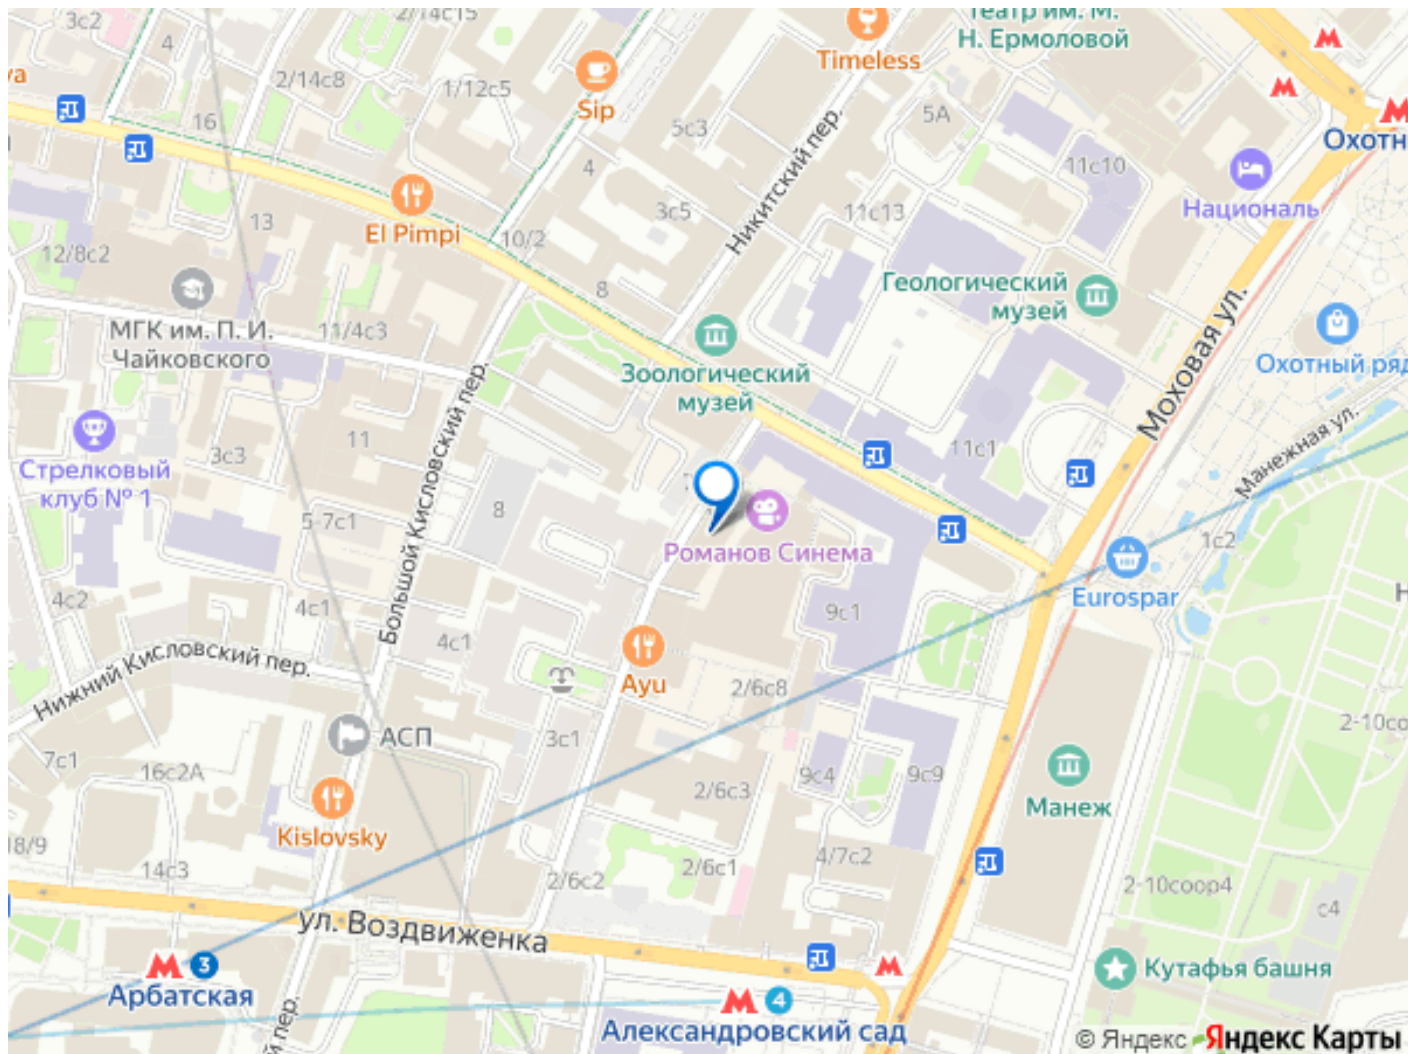 3с2
2/14с15
театр им. М.
Н. Ермоловой
4
Timeless
va
2/14с8
1/12с5
Sip
16
5с3
5А
Охотн
Никитский пер.
4
11с10
Националь
13
El Pimpi
10/2
3с5
11с13
12/8с2
8
Геологический
музей
МГК им. П. И.
Чайковского
11/4с3
Моховая ул.
Зоологический
музей
Охотный ряд
Манежная ул.
Большой Кисловский пер.
11
3с3
11с1
Стрелковый
клуб № 1
8
5-7с1
Романов Синема
1с2
4с2
4с1
9с1
Eurospar
Н
4с1
Нижний Кисловский пер.
Ayu
2/6с8
АСП
3с1
2-10со
7с1
16с2А
9с4
9с9
2/6с3
Манеж
Kislovsky
18/9
14с3
2/6с2
2/6с1
4/7с2
2-10соор4
с4
ул. Воздвиженка
3
Арбатская
Кутафья башня
4
Александровский сад
й пер.
© Яндекс
Яндекс Карты